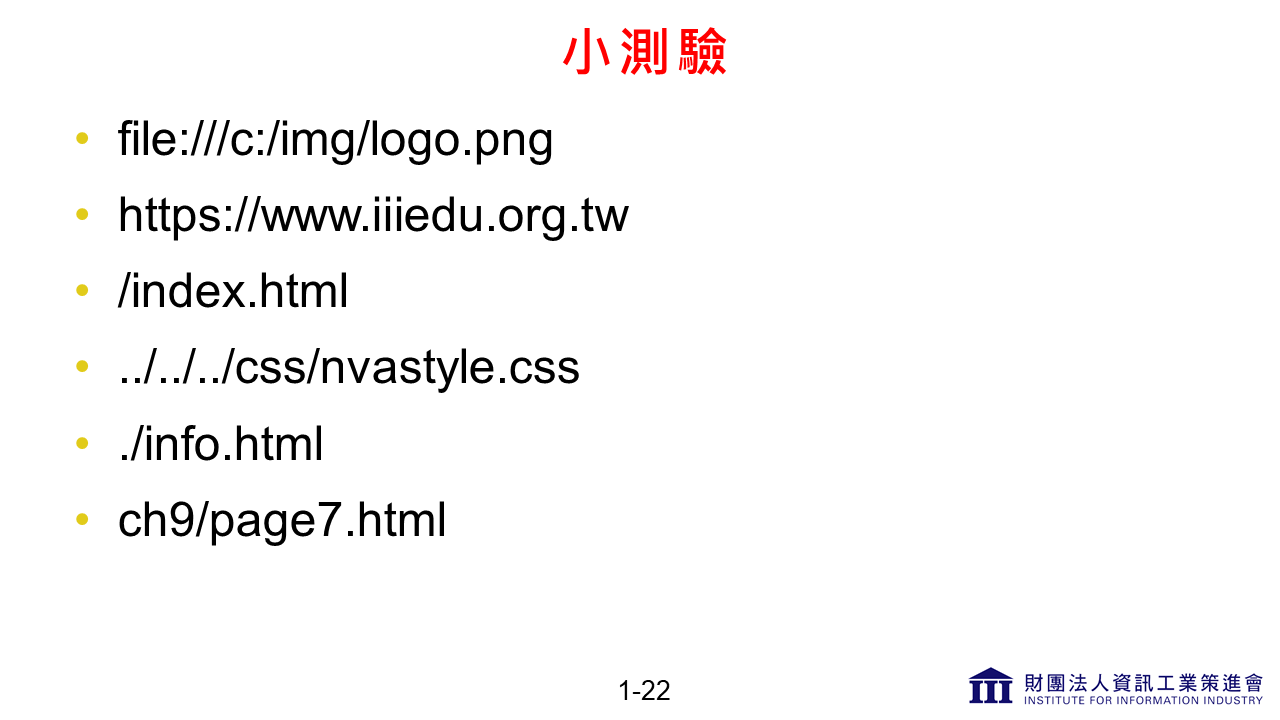 小測驗
• file:///c:/img/logo.png
• https://www.iiiedu.org.tw
• /index.html
• ../../../css/nvastyle.css
• ./info.html
• ch9/page7.html
1-22
財團法人資訊工業策進會
INSTITUTE FOR INFORMATION INDUSTRY